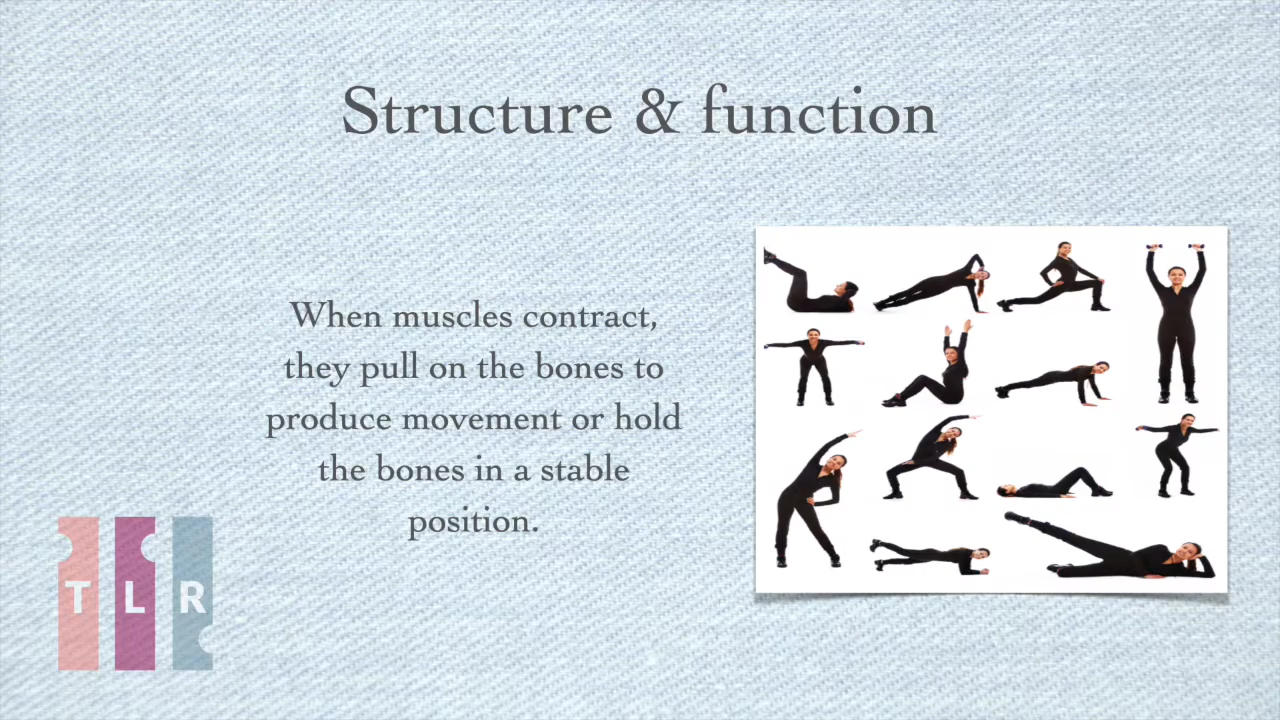 Structure & function
When muscles contract,
they pull on the bones to
produce movement or hold
the bones in a stable
position.
T L R